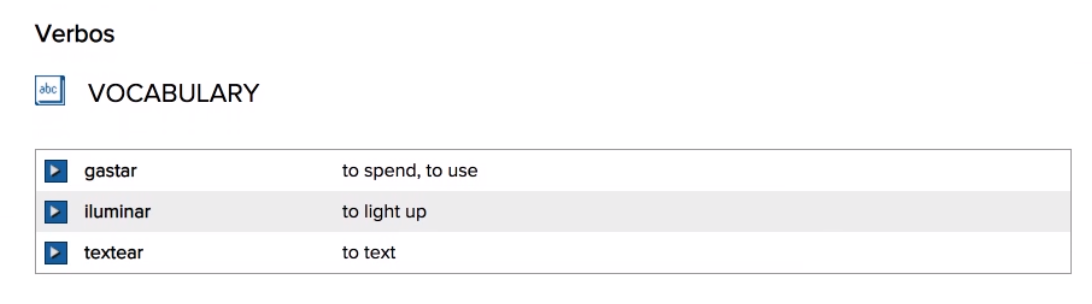 Verbos
abc VOCABULARY
gastar to spend, to use
iluminar to light up
textear to text